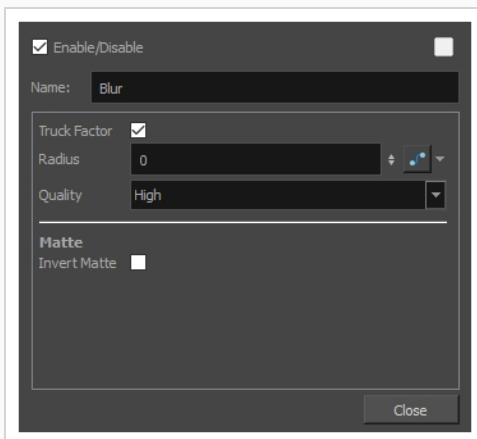 Enable/Disable
Name: Blur
Truck Factor
Radius 0
Quality High
Matte
Invert Matte
Close